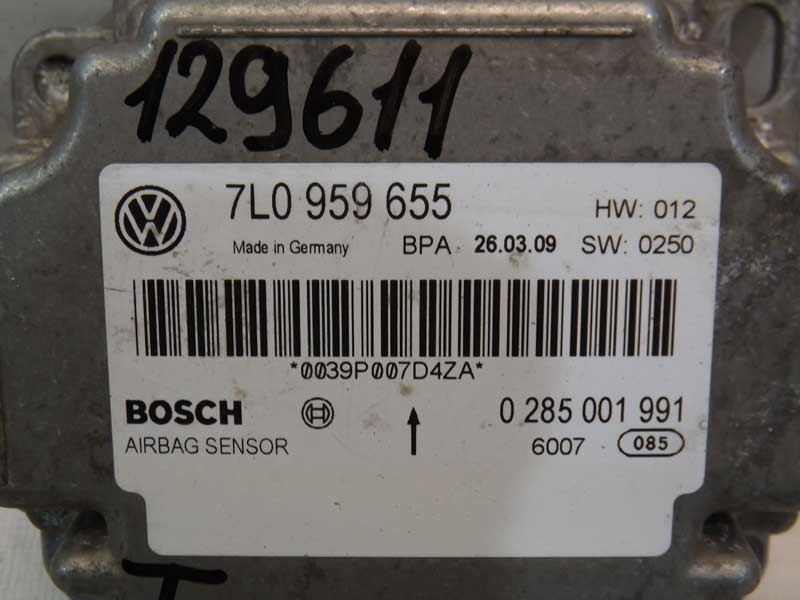 129611
7L0 959 655 HW: 012
Made in Germany BPA 26.03.09 SW: 0250
*0039P007D4ZA*
BOSCH 0 285 001 991
AIRBAG SENSOR 6007 085
T